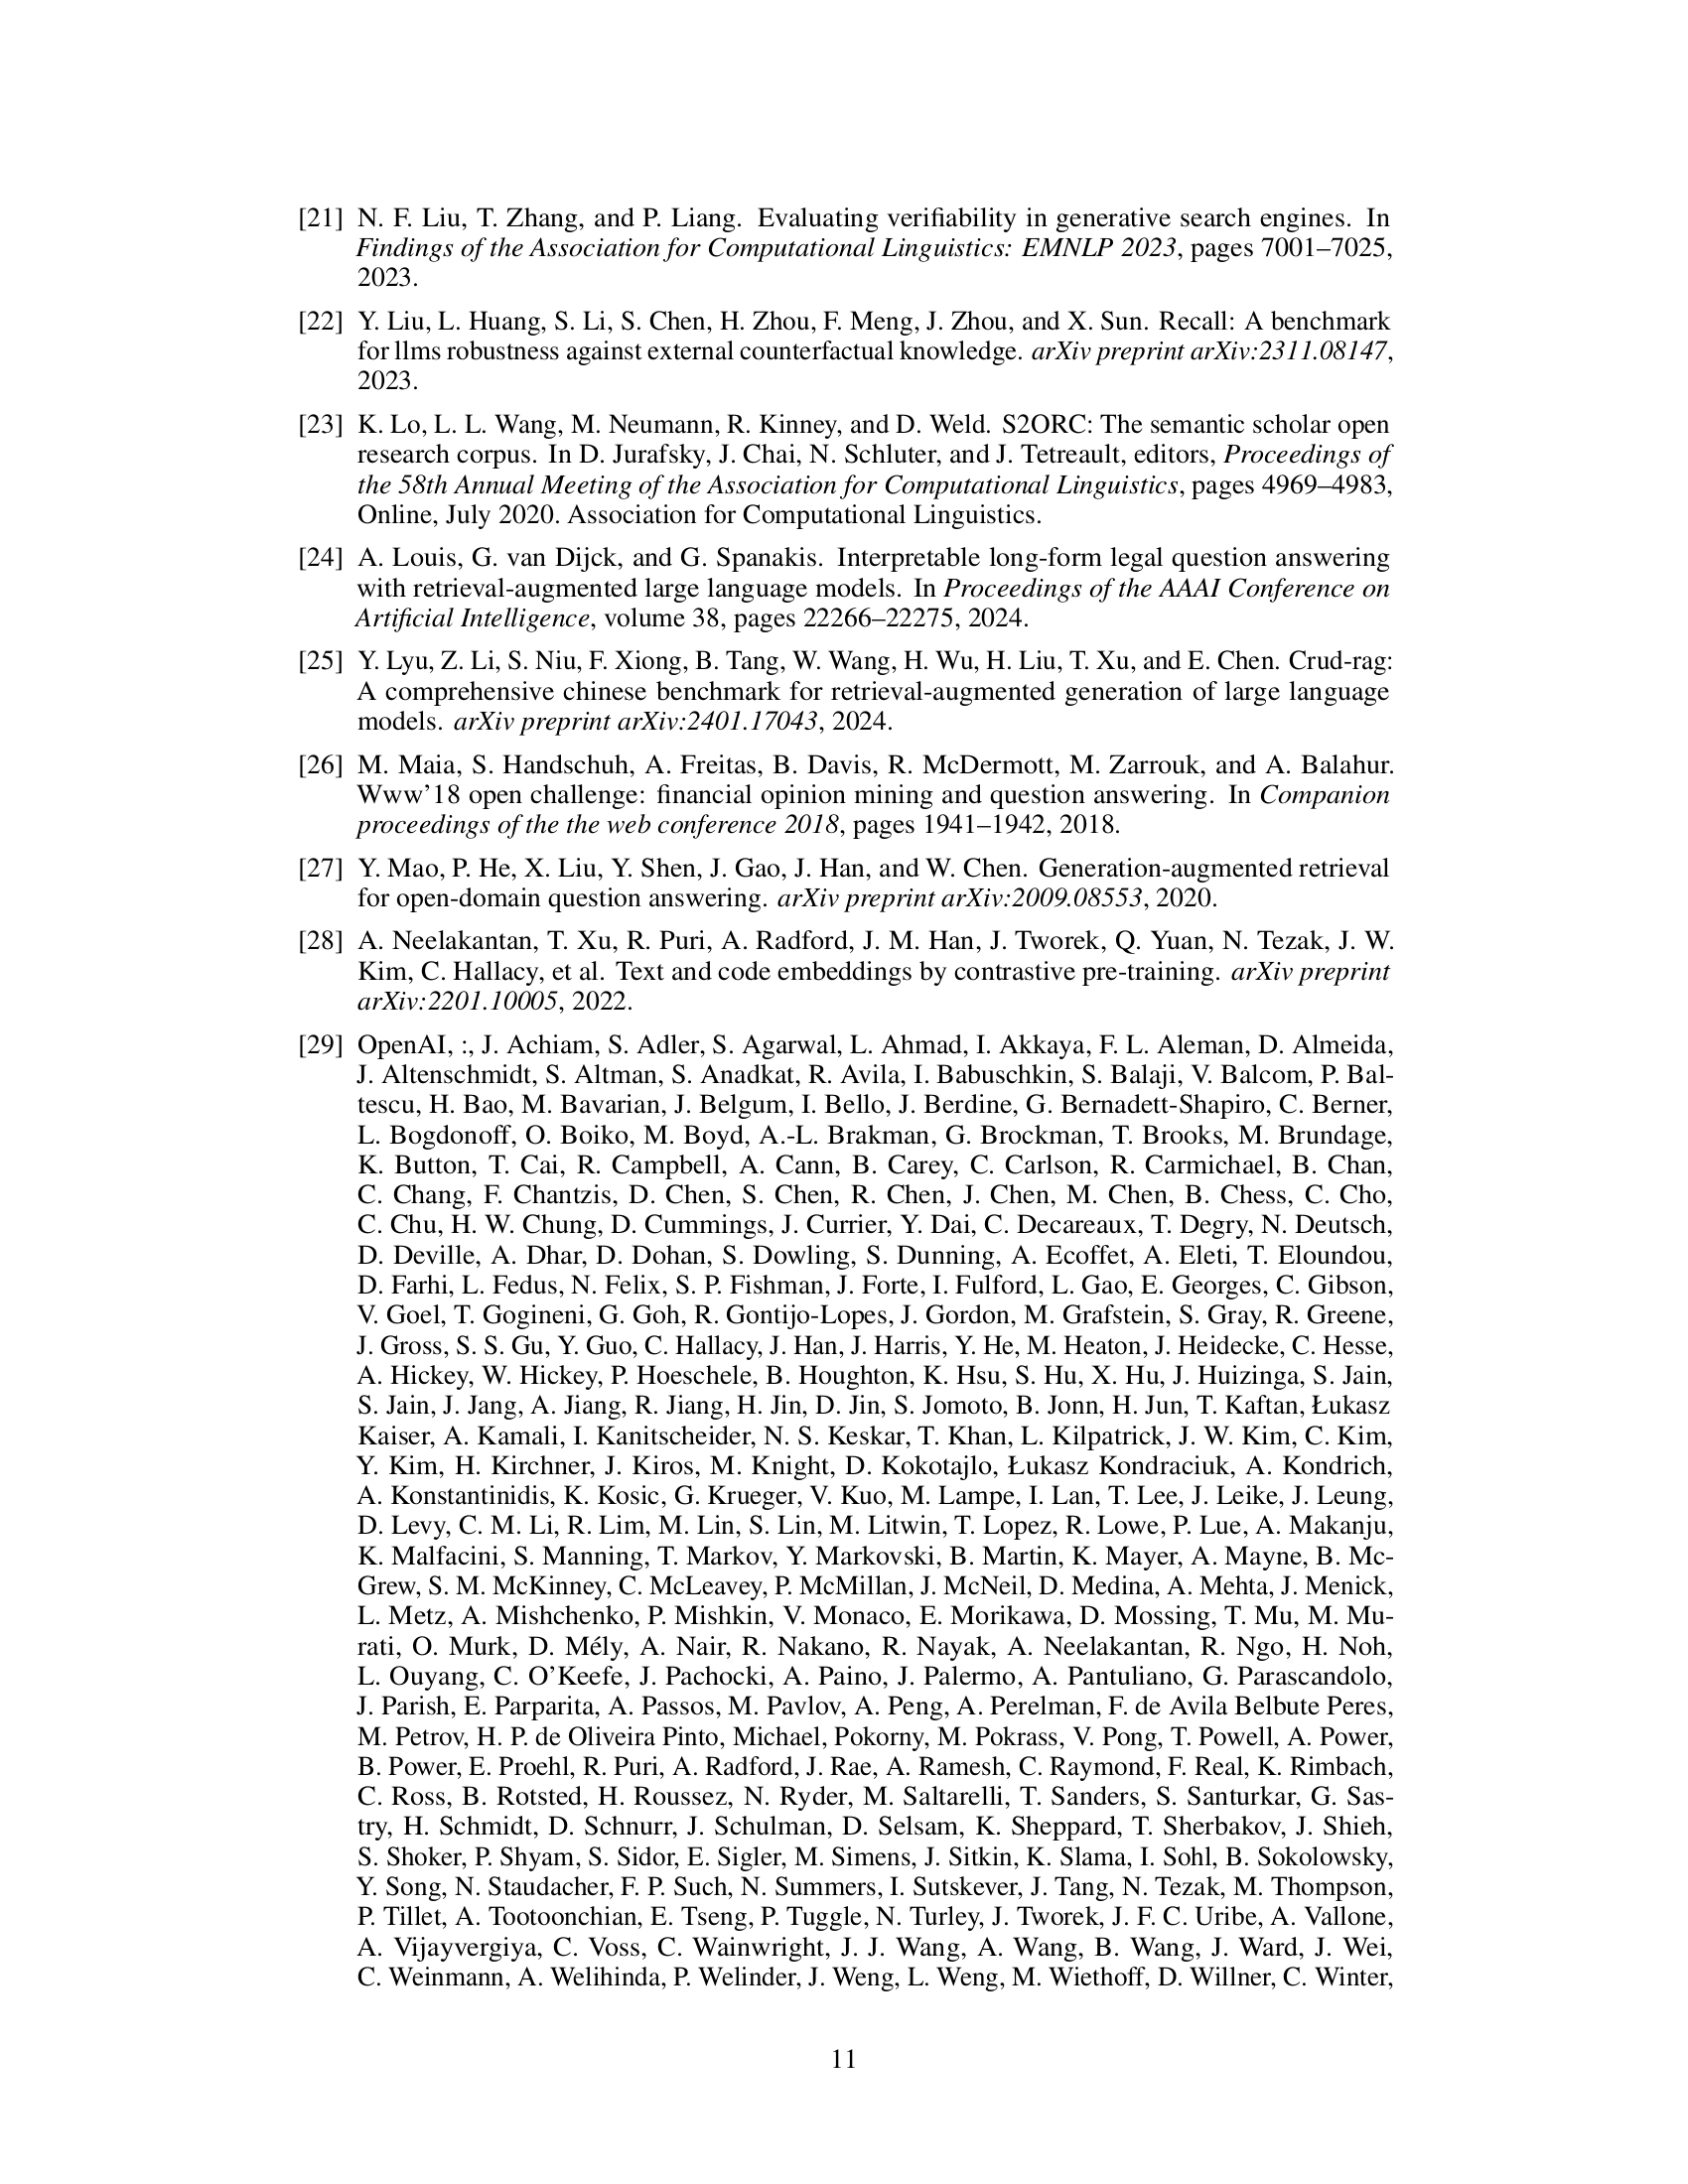 [21] N. F. Liu, T. Zhang, and P. Liang. Evaluating verifiability in generative search engines. In
Findings of the Association for Computational Linguistics: EMNLP 2023, pages 7001–7025,
2023.
[22] Y. Liu, L. Huang, S. Li, S. Chen, H. Zhou, F. Meng, J. Zhou, and X. Sun. Recall: A benchmark
for llms robustness against external counterfactual knowledge. arXiv preprint arXiv:2311.08147,
2023.
[23] K. Lo, L. L. Wang, M. Neumann, R. Kinney, and D. Weld. S2ORC: The semantic scholar open
research corpus. In D. Jurafsky, J. Chai, N. Schluter, and J. Tetreault, editors, Proceedings of
the 58th Annual Meeting of the Association for Computational Linguistics, pages 4969–4983,
Online, July 2020. Association for Computational Linguistics.
[24] A. Louis, G. van Dijck, and G. Spanakis. Interpretable long-form legal question answering
with retrieval-augmented large language models. In Proceedings of the AAAI Conference on
Artificial Intelligence, volume 38, pages 22266–22275, 2024.
[25] Y. Lyu, Z. Li, S. Niu, F. Xiong, B. Tang, W. Wang, H. Wu, H. Liu, T. Xu, and E. Chen. Crud-rag:
A comprehensive chinese benchmark for retrieval-augmented generation of large language
models. arXiv preprint arXiv:2401.17043, 2024.
[26] M. Maia, S. Handschuh, A. Freitas, B. Davis, R. McDermott, M. Zarrouk, and A. Balahur.
Www’18 open challenge: financial opinion mining and question answering. In Companion
proceedings of the the web conference 2018, pages 1941–1942, 2018.
[27] Y. Mao, P. He, X. Liu, Y. Shen, J. Gao, J. Han, and W. Chen. Generation-augmented retrieval
for open-domain question answering. arXiv preprint arXiv:2009.08553, 2020.
[28] A. Neelakantan, T. Xu, R. Puri, A. Radford, J. M. Han, J. Tworek, Q. Yuan, N. Tezak, J. W.
Kim, C. Hallacy, et al. Text and code embeddings by contrastive pre-training. arXiv preprint
arXiv:2201.10005, 2022.
[29] OpenAI, :, J. Achiam, S. Adler, S. Agarwal, L. Ahmad, I. Akkaya, F. L. Aleman, D. Almeida,
J. Altenschmidt, S. Altman, S. Anadkat, R. Avila, I. Babuschkin, S. Balaji, V. Balcom, P. Bal-
tescu, H. Bao, M. Bavarian, J. Belgum, I. Bello, J. Berdine, G. Bernadett-Shapiro, C. Berner,
L. Bogdonoff, O. Boiko, M. Boyd, A.-L. Brakman, G. Brockman, T. Brooks, M. Brundage,
K. Button, T. Cai, R. Campbell, A. Cann, B. Carey, C. Carlson, R. Carmichael, B. Chan,
C. Chang, F. Chantzis, D. Chen, S. Chen, R. Chen, J. Chen, M. Chen, B. Chess, C. Cho,
C. Chu, H. W. Chung, D. Cummings, J. Currier, Y. Dai, C. Decareaux, T. Degry, N. Deutsch,
D. Deville, A. Dhar, D. Dohan, S. Dowling, S. Dunning, A. Ecoffet, A. Eleti, T. Eloundou,
D. Farhi, L. Fedus, N. Felix, S. P. Fishman, J. Forte, I. Fulford, L. Gao, E. Georges, C. Gibson,
V. Goel, T. Gogineni, G. Goh, R. Gontijo-Lopes, J. Gordon, M. Grafstein, S. Gray, R. Greene,
J. Gross, S. S. Gu, Y. Guo, C. Hallacy, J. Han, J. Harris, Y. He, M. Heaton, J. Heidecke, C. Hesse,
A. Hickey, W. Hickey, P. Hoeschele, B. Houghton, K. Hsu, S. Hu, X. Hu, J. Huizinga, S. Jain,
S. Jain, J. Jang, A. Jiang, R. Jiang, H. Jin, D. Jin, S. Jomoto, B. Jonn, H. Jun, T. Kaftan, Łukasz
Kaiser, A. Kamali, I. Kanitscheider, N. S. Keskar, T. Khan, L. Kilpatrick, J. W. Kim, C. Kim,
Y. Kim, H. Kirchner, J. Kiros, M. Knight, D. Kokotajlo, Łukasz Kondraciuk, A. Kondrich,
A. Konstantinidis, K. Kosic, G. Krueger, V. Kuo, M. Lampe, I. Lan, T. Lee, J. Leike, J. Leung,
D. Levy, C. M. Li, R. Lim, M. Lin, S. Lin, M. Litwin, T. Lopez, R. Lowe, P. Lue, A. Makanju,
K. Malfacini, S. Manning, T. Markov, Y. Markovski, B. Martin, K. Mayer, A. Mayne, B. Mc-
Grew, S. M. McKinney, C. McLeavey, P. McMillan, J. McNeil, D. Medina, A. Mehta, J. Menick,
L. Metz, A. Mishchenko, P. Mishkin, V. Monaco, E. Morikawa, D. Mossing, T. Mu, M. Mu-
rati, O. Murk, D. Mély, A. Nair, R. Nakano, R. Nayak, A. Neelakantan, R. Ngo, H. Noh,
L. Ouyang, C. O’Keefe, J. Pachocki, A. Paino, J. Palermo, A. Pantuliano, G. Parascandolo,
J. Parish, E. Parparita, A. Passos, M. Pavlov, A. Peng, A. Perelman, F. de Avila Belbute Peres,
M. Petrov, H. P. de Oliveira Pinto, Michael, Pokorny, M. Pokrass, V. Pong, T. Powell, A. Power,
B. Power, E. Proehl, R. Puri, A. Radford, J. Rae, A. Ramesh, C. Raymond, F. Real, K. Rimbach,
C. Ross, B. Rotsted, H. Roussez, N. Ryder, M. Saltarelli, T. Sanders, S. Santurkar, G. Sas-
try, H. Schmidt, D. Schnurr, J. Schulman, D. Selsam, K. Sheppard, T. Sherbakov, J. Shieh,
S. Shoker, P. Shyam, S. Sidor, E. Sigler, M. Simens, J. Sitkin, K. Slama, I. Sohl, B. Sokolowsky,
Y. Song, N. Staudacher, F. P. Such, N. Summers, I. Sutskever, J. Tang, N. Tezak, M. Thompson,
P. Tillet, A. Tootoonchian, E. Tseng, P. Tuggle, N. Turley, J. Tworek, J. F. C. Uribe, A. Vallone,
A. Vijayvergiya, C. Voss, C. Wainwright, J. J. Wang, A. Wang, B. Wang, J. Ward, J. Wei,
C. Weinmann, A. Welihinda, P. Welinder, J. Weng, L. Weng, M. Wiethoff, D. Willner, C. Winter,
11